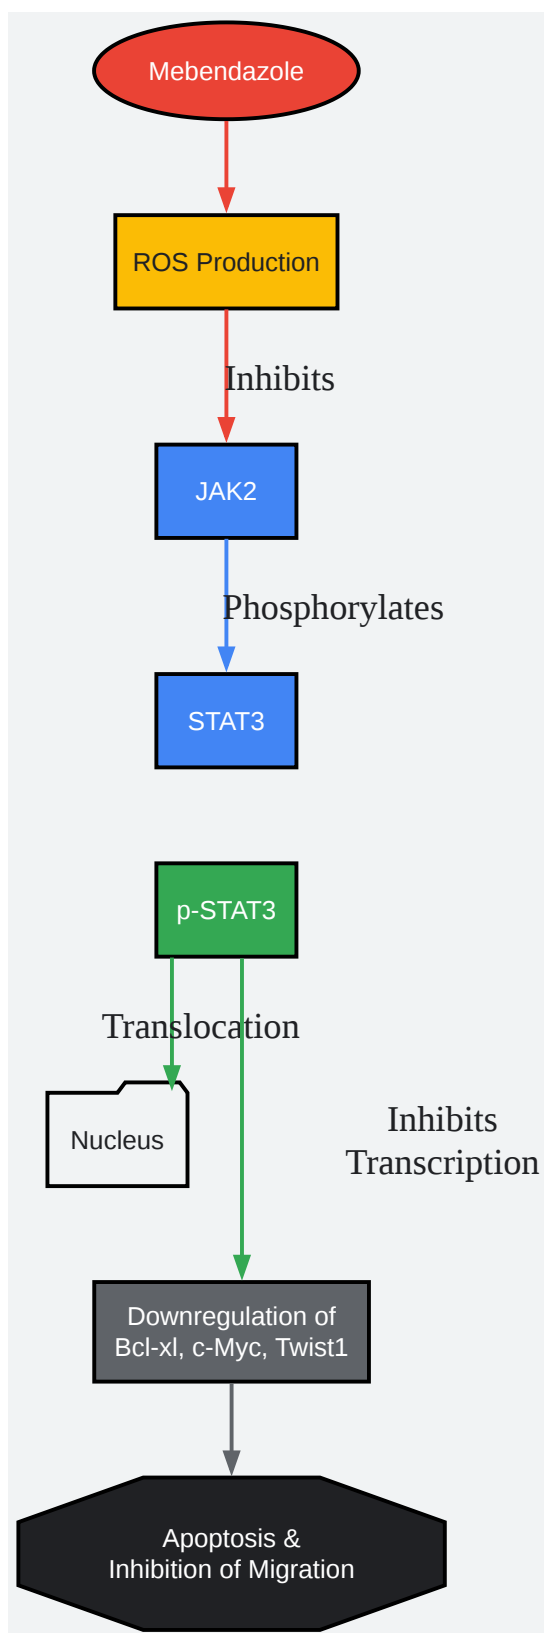 Mebendazole
ROS Production
Inhibits
JAK2
Phosphorylates
STAT3
p-STAT3
Translocation
Nucleus
Inhibits
Transcription
Downregulation of
Bcl-xl, c-Myc, Twist1
Apoptosis &
Inhibition of Migration